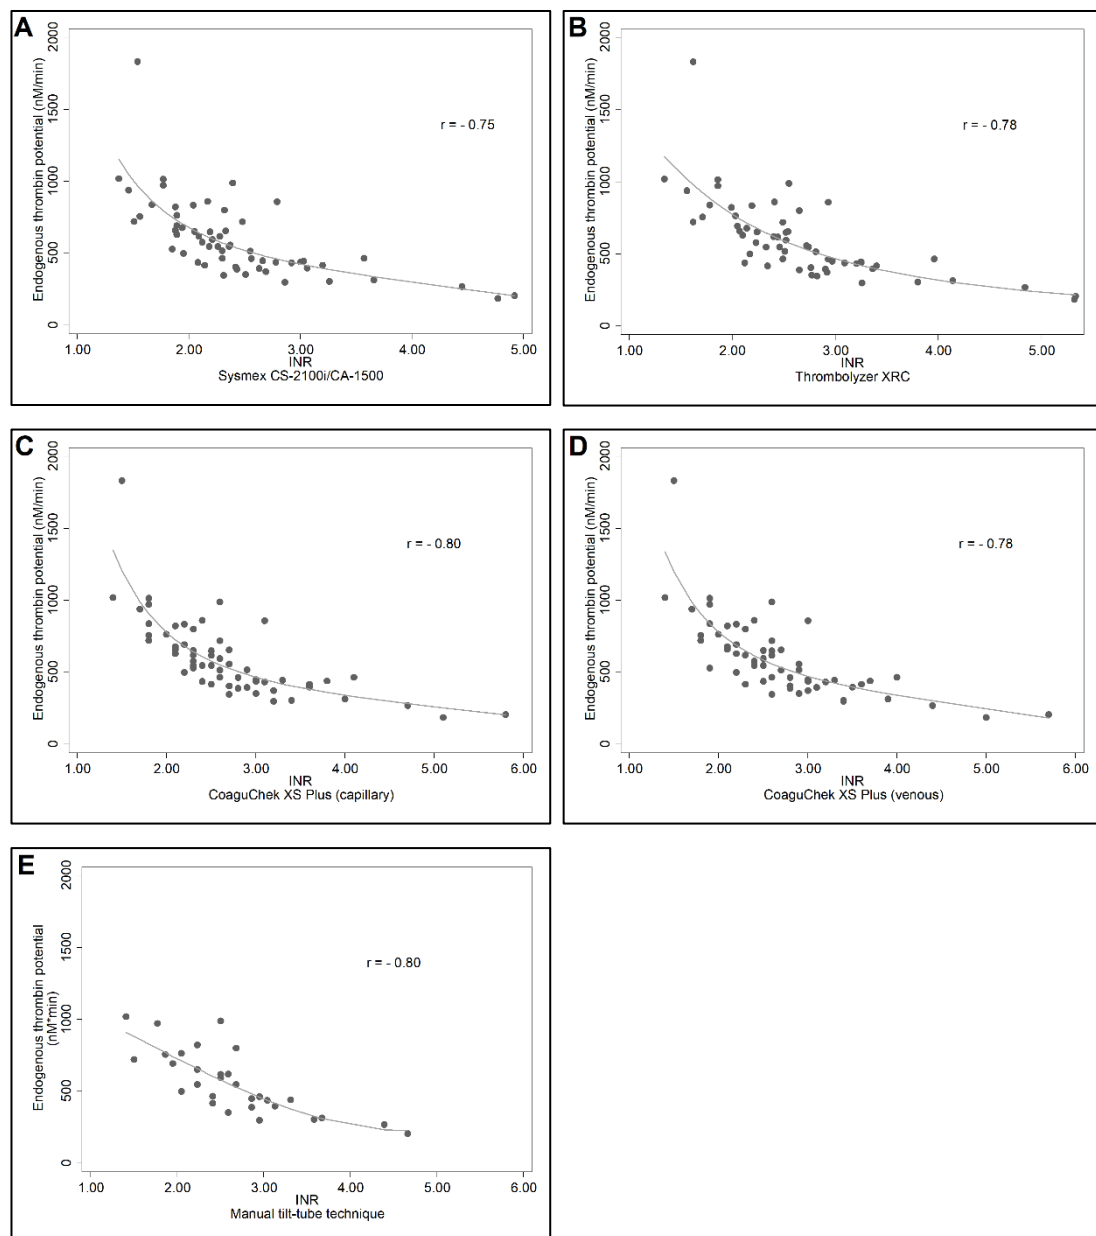 A
Endogenous thrombin potential (nM/min)
2000
1500
1000
500
0
r = - 0.75
1.00 2.00 3.00 4.00 5.00
INR
Sysmex CS-2100i/CA-1500
B
Endogenous thrombin potential (nM/min)
2000
1500
1000
500
0
r = - 0.78
1.00 2.00 3.00 4.00 5.00
INR
Thrombolyzer XRC
C
Endogenous thrombin potential (nM/min)
2000
1500
1000
500
0
r = - 0.80
1.00 2.00 3.00 4.00 5.00 6.00
INR
CoaguChek XS Plus (capillary)
D
Endogenous thrombin potential (nM/min)
2000
1500
1000
500
0
r = - 0.78
1.00 2.00 3.00 4.00 5.00 6.00
INR
CoaguChek XS Plus (venous)
E
Endogenous thrombin potential
(nM*min)
2000
1500
1000
500
0
r = - 0.80
1.00 2.00 3.00 4.00 5.00 6.00
INR
Manual tilt-tube technique